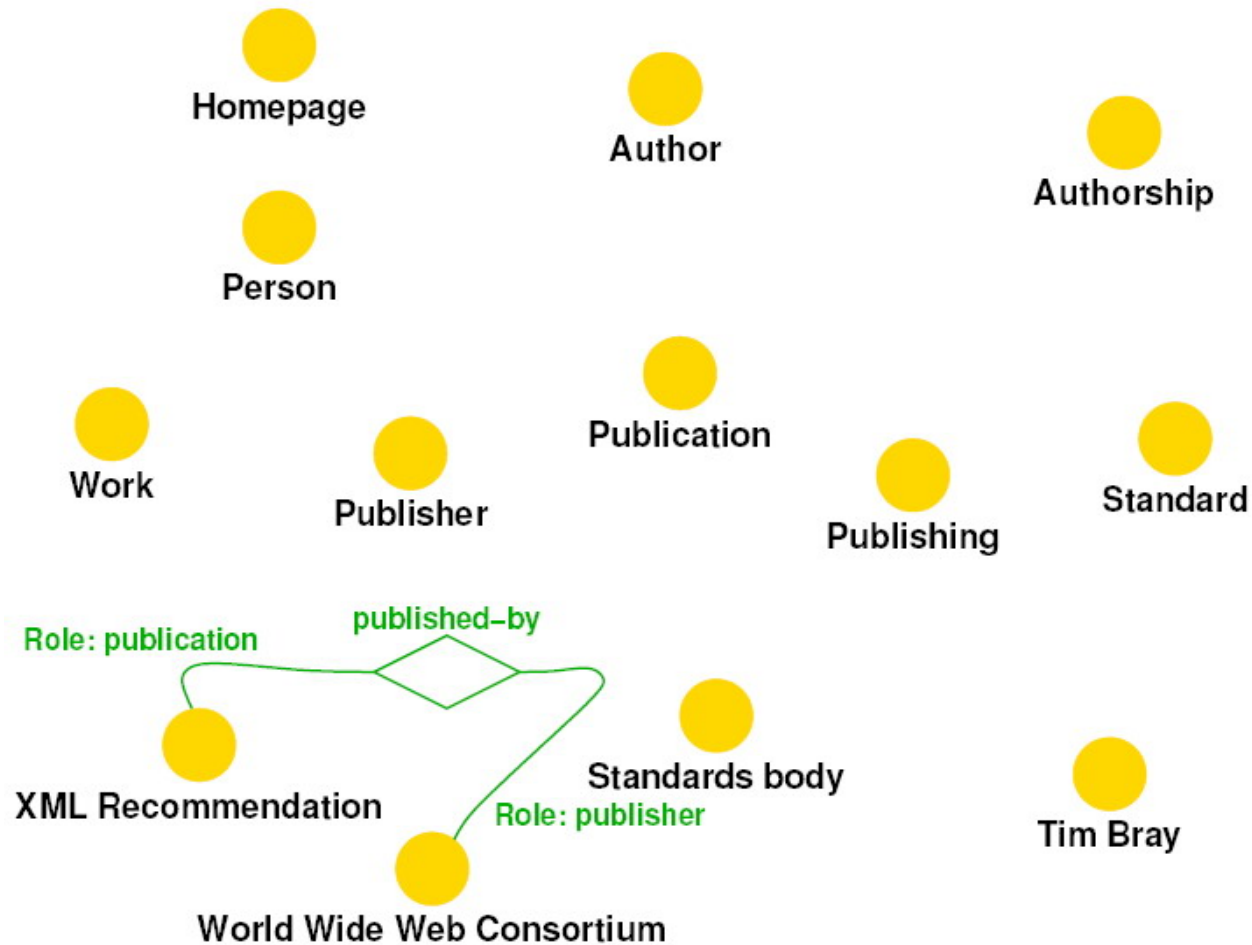 Homepage
Author
Authorship
Person
Publication
Work
Publisher
Standard
Publishing
published–by
Role: publication
Standards body
XML Recommendation
Role: publisher
Tim Bray
World Wide Web Consortium